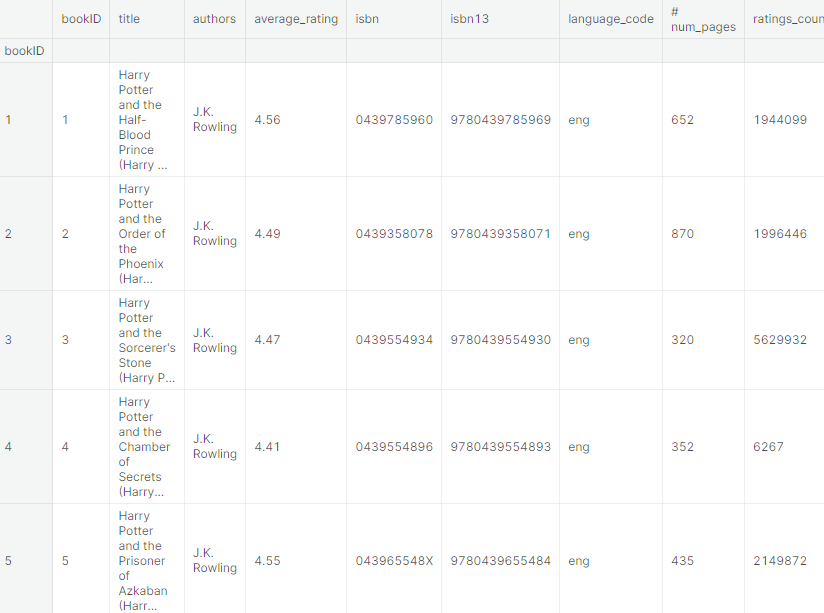 bookID title authors average_rating isbn isbn13 language_code # num_pages ratings_coun
bookID
1 1 Harry Potter and the Half-Blood Prince (Harry ... J.K. Rowling 4.56 0439785960 9780439785969 eng 652 1944099
2 2 Harry Potter and the Order of the Phoenix (Har... J.K. Rowling 4.49 0439358078 9780439358071 eng 870 1996446
3 3 Harry Potter and the Sorcerer's Stone (Harry P... J.K. Rowling 4.47 0439554934 9780439554930 eng 320 5629932
4 4 Harry Potter and the Chamber of Secrets (Harry... J.K. Rowling 4.41 0439554896 9780439554893 eng 352 6267
5 5 Harry Potter and the Prisoner of Azkaban (Harr... J.K. Rowling 4.55 043965548X 9780439655484 eng 435 2149872